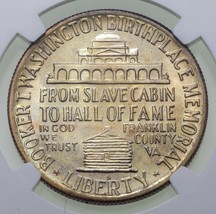 BOOKER T. WASHINGTON BIRTHPLACE MEMORIAL
FROM SLAVE CABIN
TO HALL OF FAME
IN GOD FRANKLIN
WE COUNTY
TRUST VA.
·LIBERTY·